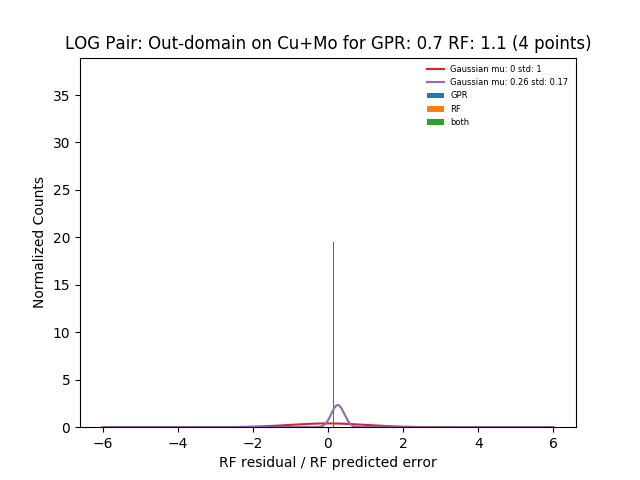 LOG Pair: Out-domain on Cu+Mo for GPR: 0.7 RF: 1.1 (4 points)
Gaussian mu: 0 std: 1
Gaussian mu: 0.26 std: 0.17
GPR
RF
both
35
30
25
20
15
10
5
0
Normalized Counts
−6 −4 −2 0 2 4 6
RF residual / RF predicted error